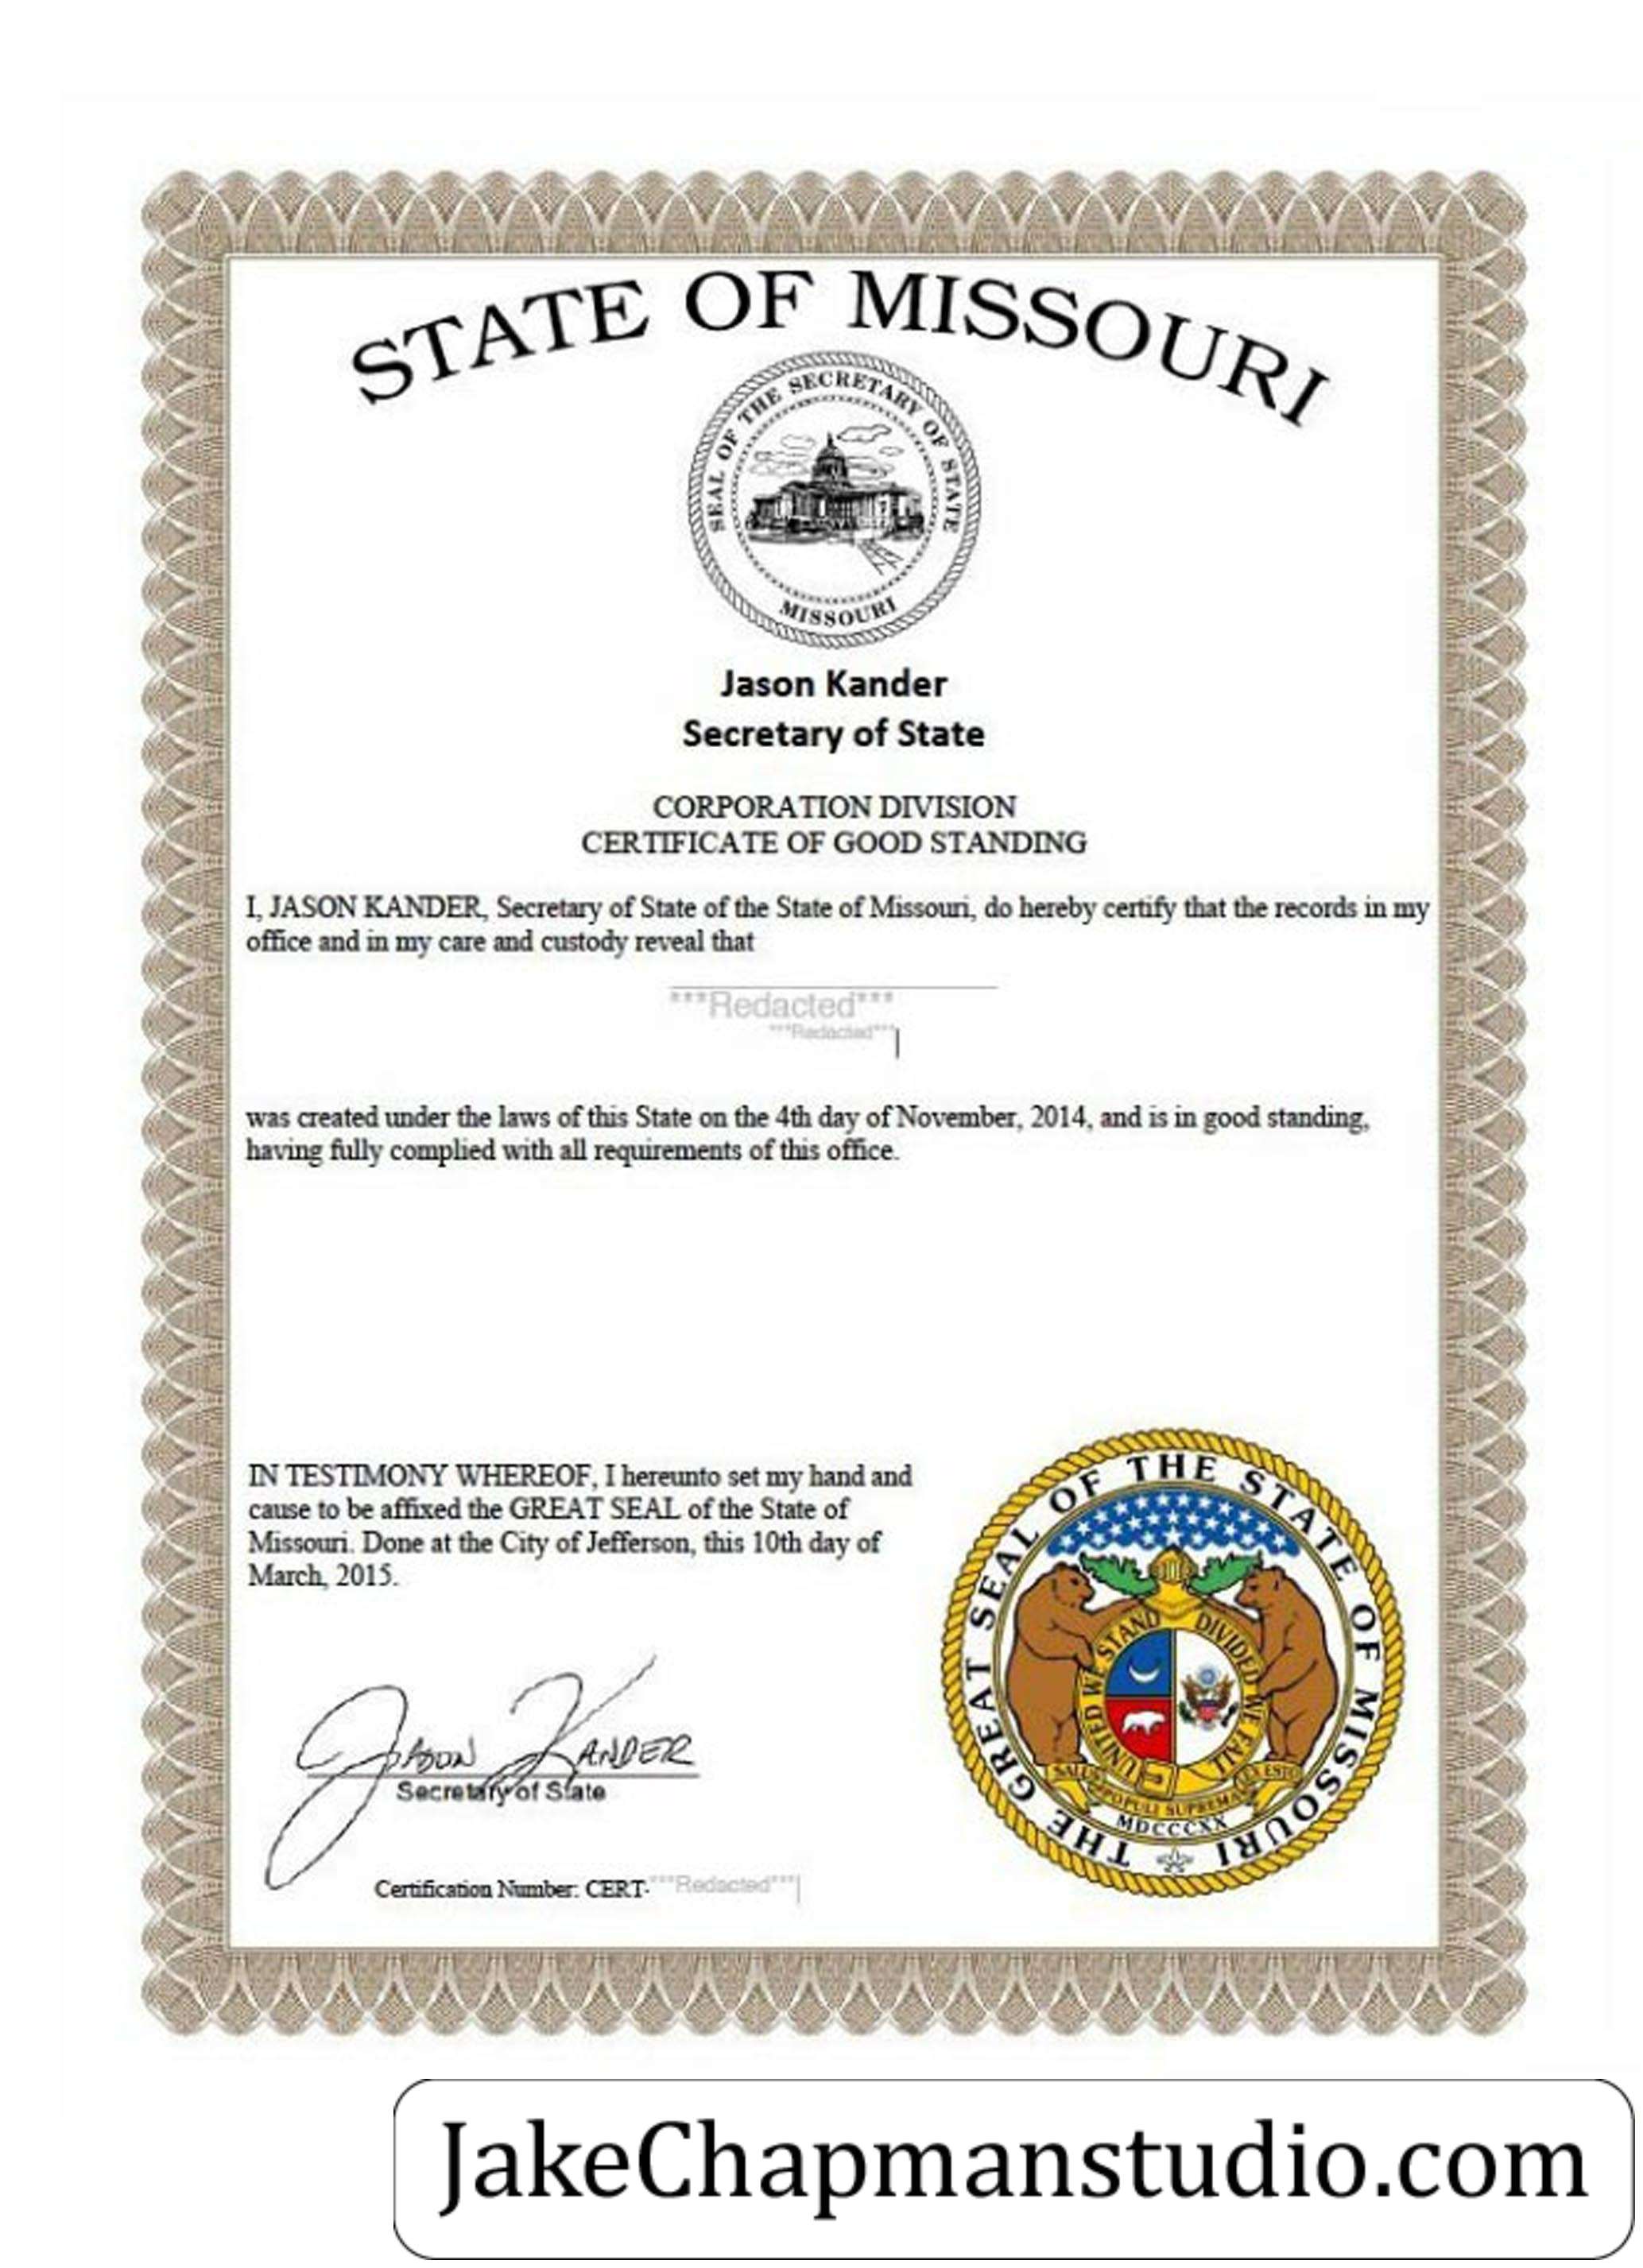 STATE OF MISSOURI
SEAL OF THE SECRETARY OF STATE
MISSOURI
Jason Kander
Secretary of State
CORPORATION DIVISION
CERTIFICATE OF GOOD STANDING
I, JASON KANDER, Secretary of State of the State of Missouri, do hereby certify that the records in my
office and in my care and custody reveal that
***Redacted***
***Redacted***
was created under the laws of this State on the 4th day of November, 2014, and is in good standing,
having fully complied with all requirements of this office.
IN TESTIMONY WHEREOF, I hereunto set my hand and
cause to be affixed the GREAT SEAL of the State of
Missouri. Done at the City of Jefferson, this 10th day of
March, 2015.
THE GREAT SEAL OF THE STATE OF MISSOURI
UNITED WE STAND DIVIDED WE FALL
SALUS POPULI SUPREMA LEX ESTO
MDCCCXX
JASON KANDER
Secretary of State
Certification Number: CERT-***Redacted***
JakeChapmanstudio.com